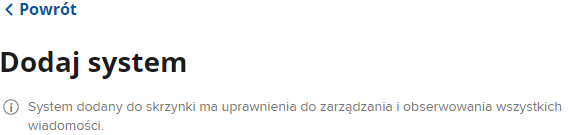 Powrót
Dodaj system
System dodany do skrzynki ma uprawnienia do zarządzania i obserwowania wszystkich
wiadomości.